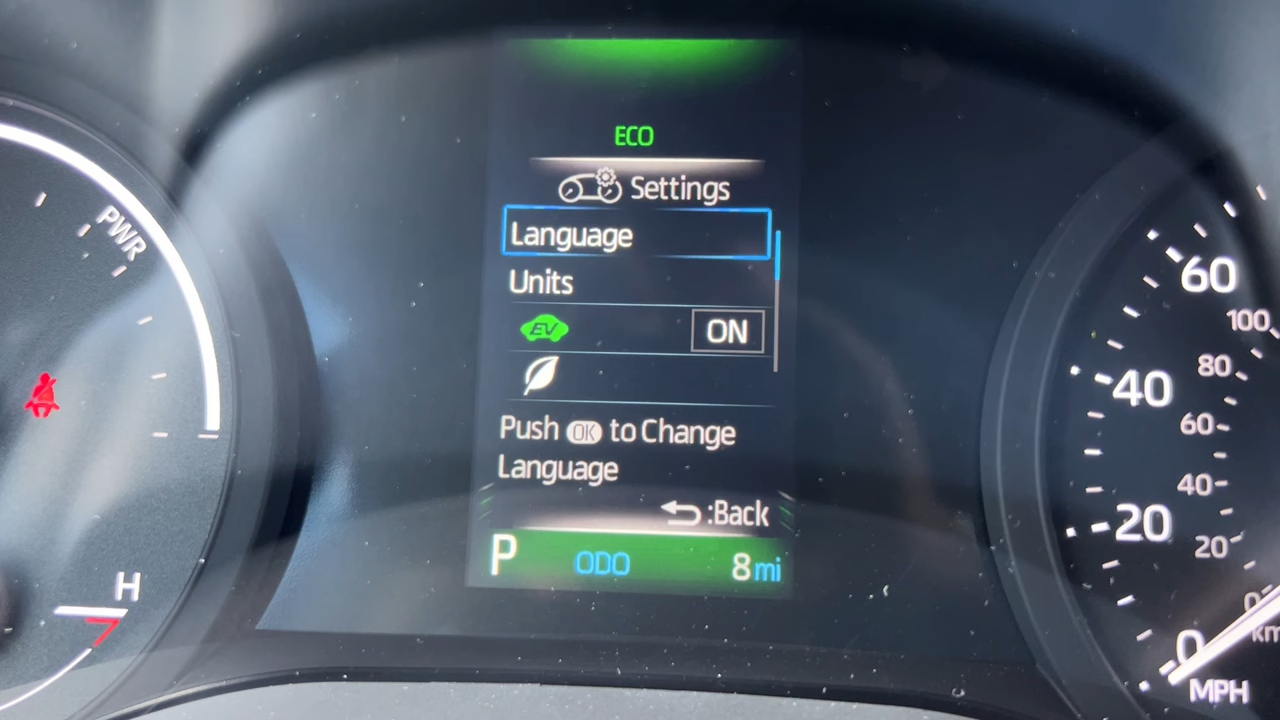 ECO
Settings
Language
Units
EV ON
Push OK to Change
Language
:Back
P ODO 8 mi
PWR
H
60
40
20
0
100
80
60
40
20
0
km
MPH